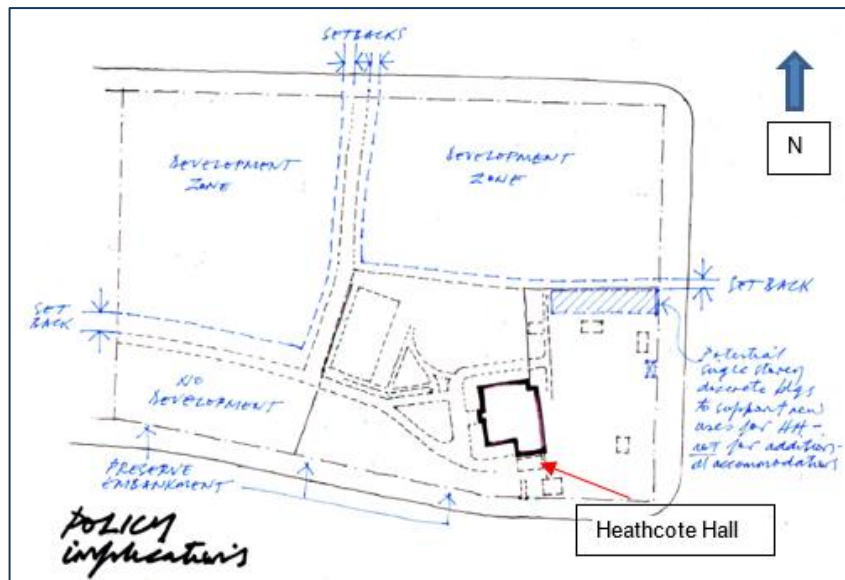 SETBACKS
N
DEVELOPMENT
ZONE
DEVELOPMENT
ZONE
SET
BACK
SET BACK
NO
DEVELOPMENT
Potential
single storey
discrete bldgs
to support new
uses for HH –
not for addition-
al accomodation
PRESERVE
EMBANKMENT
Heathcote Hall
POLICY
implications